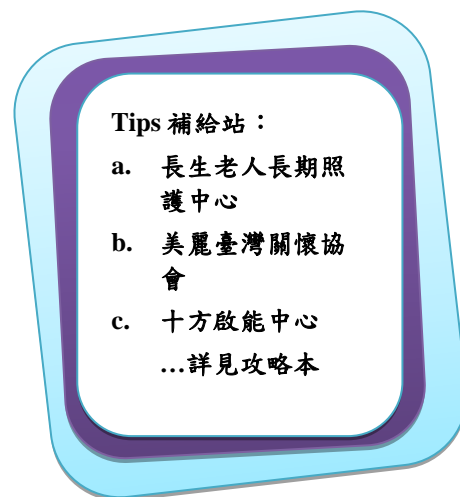 Tips 補給站：
a. 長生老人長期照
護中心
b. 美麗臺灣關懷協
會
c. 十方啟能中心
…詳見攻略本